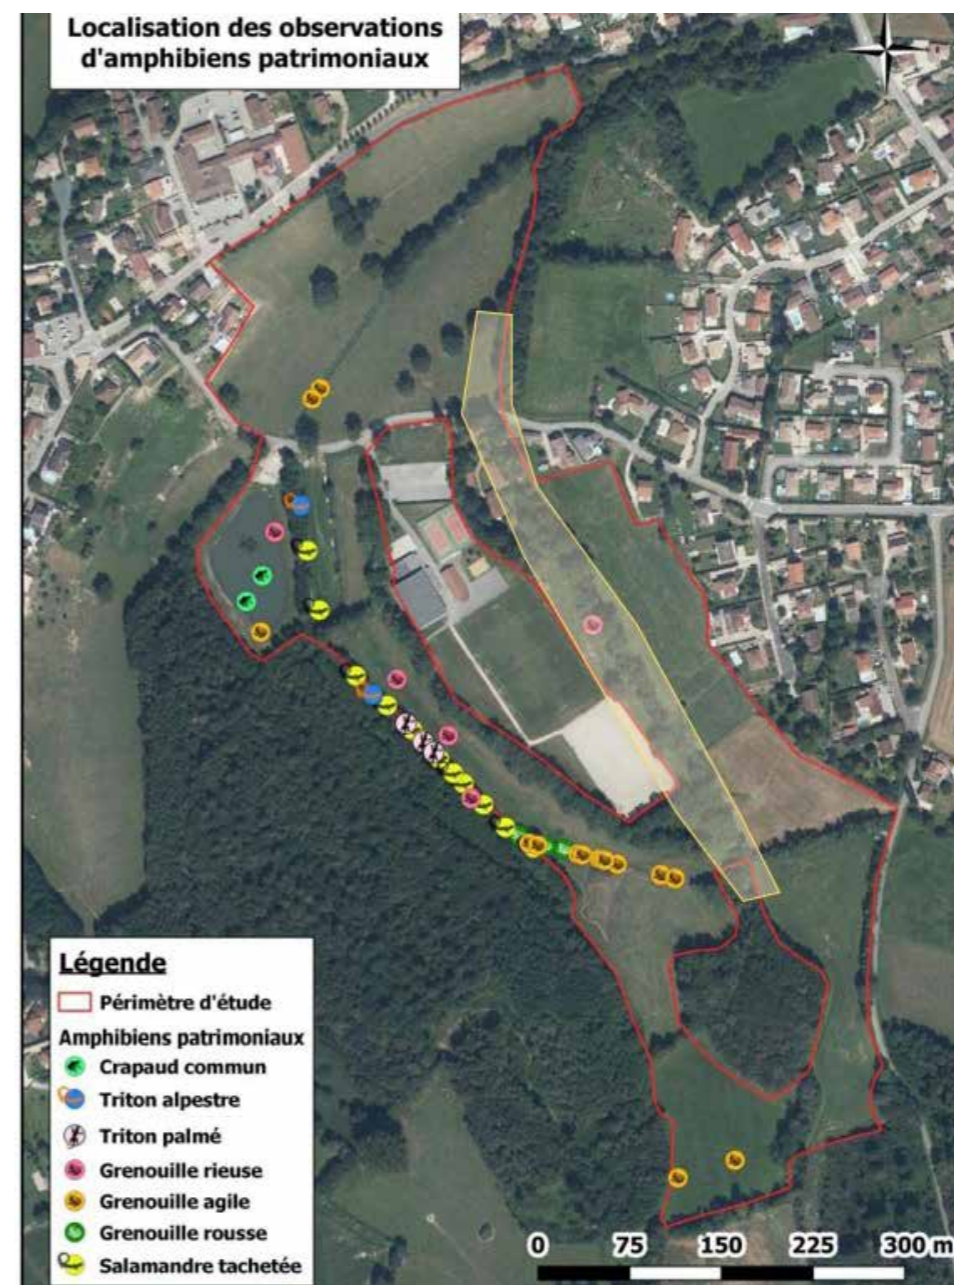 Localisation des observations
d'amphibiens patrimoniaux
Légende
Périmètre d'étude
Amphibiens patrimoniaux
Crapaud commun
Triton alpestre
Triton palmé
Grenouille rieuse
Grenouille agile
Grenouille rousse
Salamandre tachetée
0 75 150 225 300 m